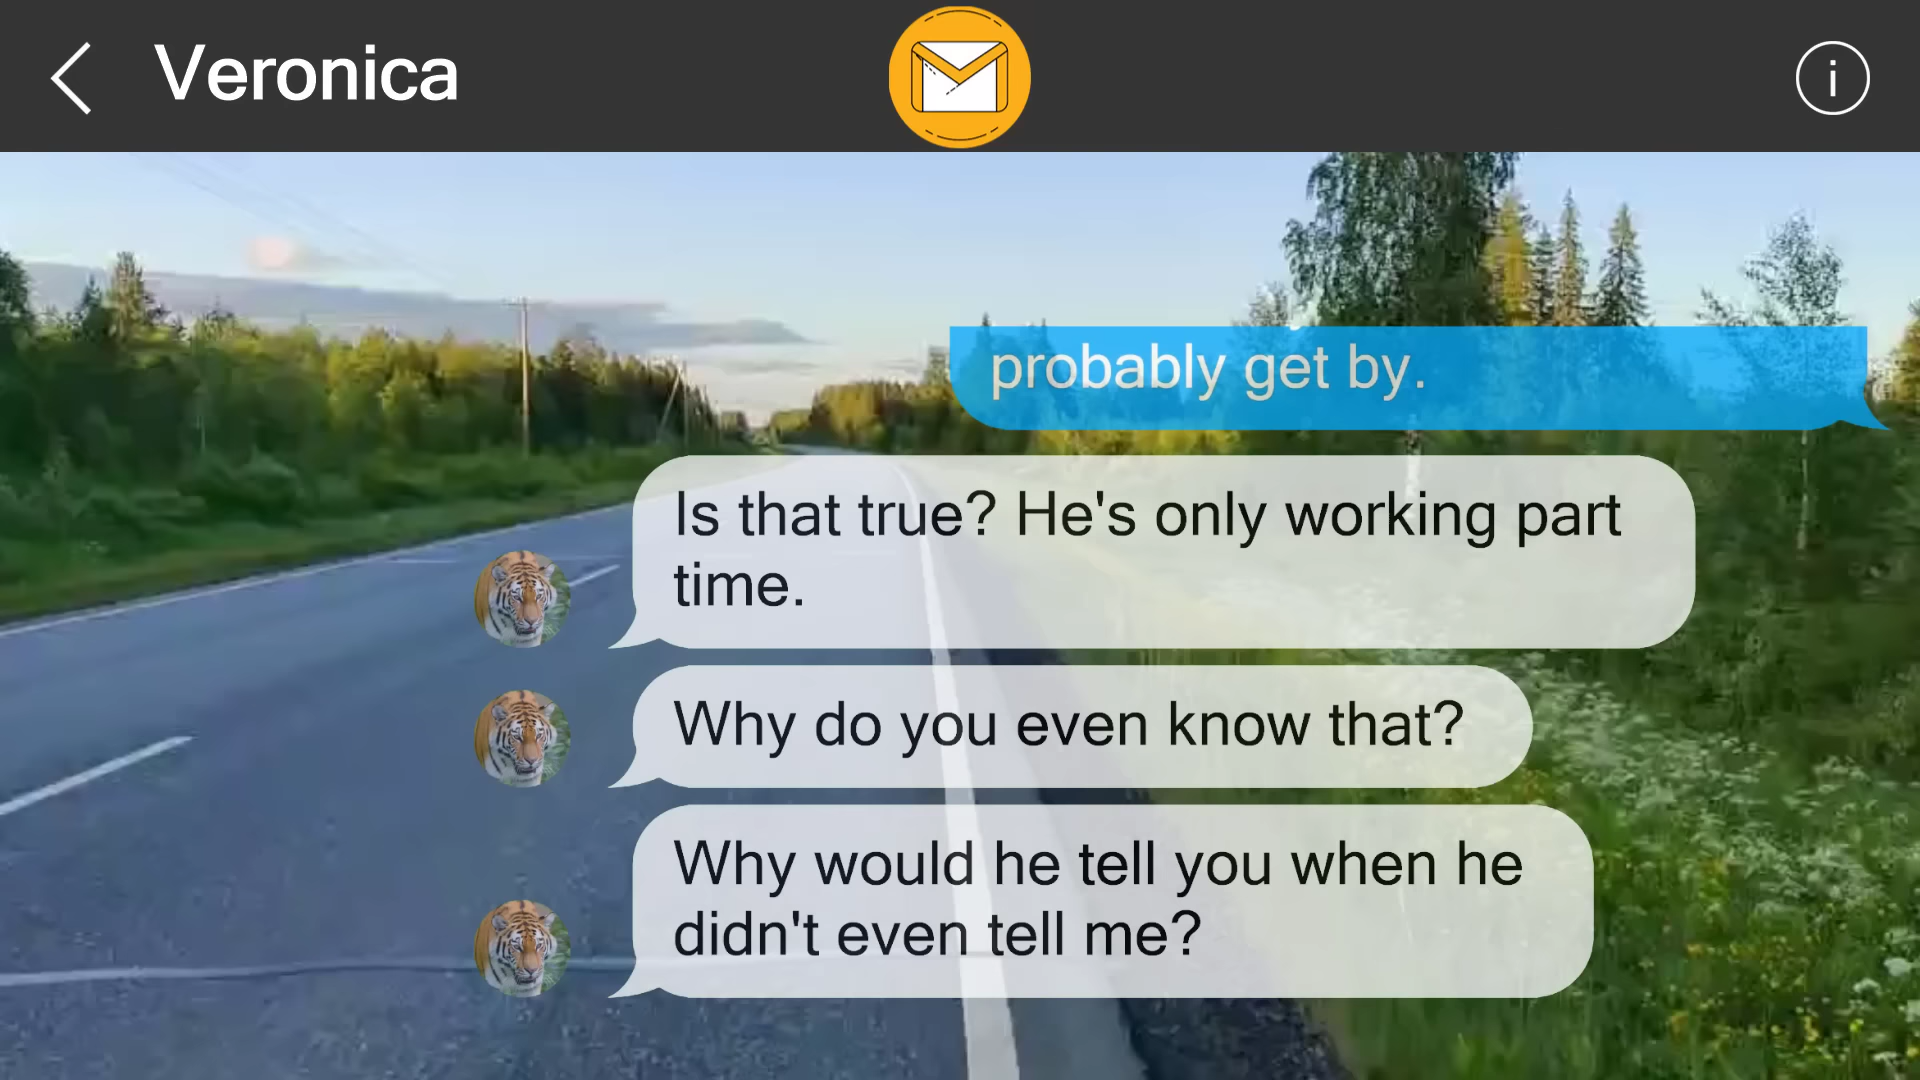 Veronica
probably get by.
Is that true? He's only working part
time.
Why do you even know that?
Why would he tell you when he
didn't even tell me?